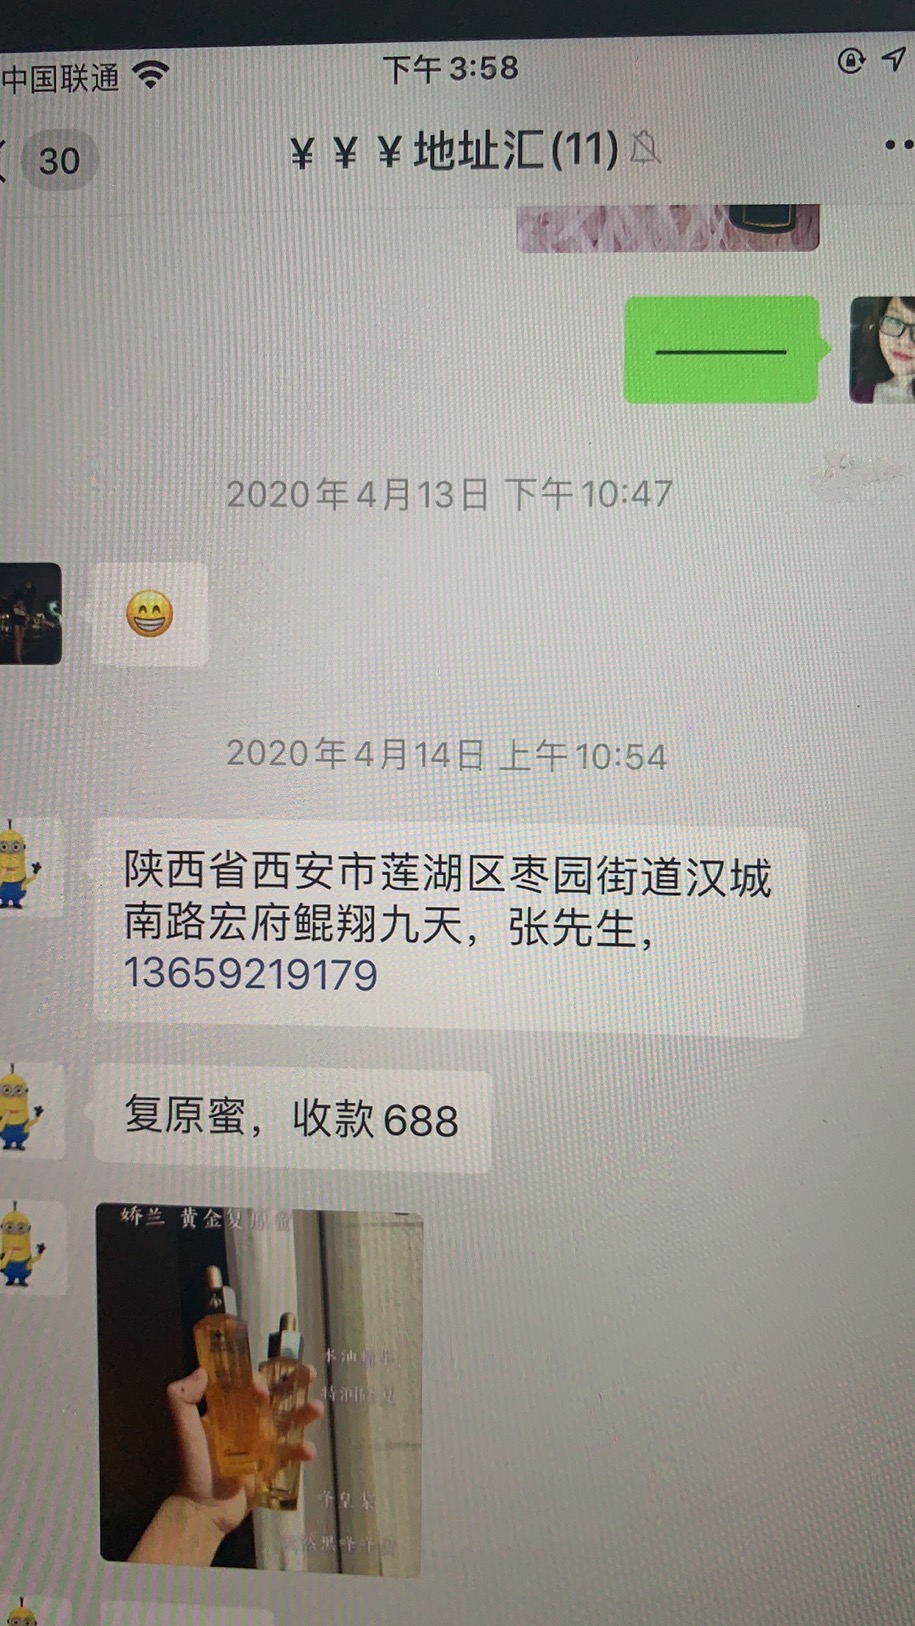 中国联通
下午3:58
30
￥￥￥地址汇(11)
2020年4月13日 下午10:47
2020年4月14日 上午10:54
陕西省西安市莲湖区枣园街道汉城
南路宏府鲲翔九天，张先生，
13659219179
复原蜜，收款688
娇兰 黄金复原蜜